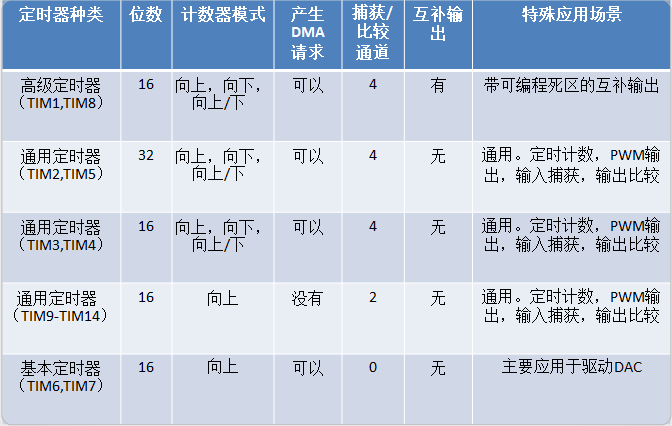 定时器种类 位数 计数器模式 产生DMA请求 捕获/比较通道 互补输出 特殊应用场景
高级定时器（TIM1,TIM8） 16 向上，向下，向上/下 可以 4 有 带可编程死区的互补输出
通用定时器（TIM2,TIM5） 32 向上，向下，向上/下 可以 4 无 通用。定时计数，PWM输出，输入捕获，输出比较
通用定时器（TIM3,TIM4） 16 向上，向下，向上/下 可以 4 无 通用。定时计数，PWM输出，输入捕获，输出比较
通用定时器（TIM9-TIM14） 16 向上 没有 2 无 通用。定时计数，PWM输出，输入捕获，输出比较
基本定时器（TIM6,TIM7） 16 向上 可以 0 无 主要应用于驱动DAC